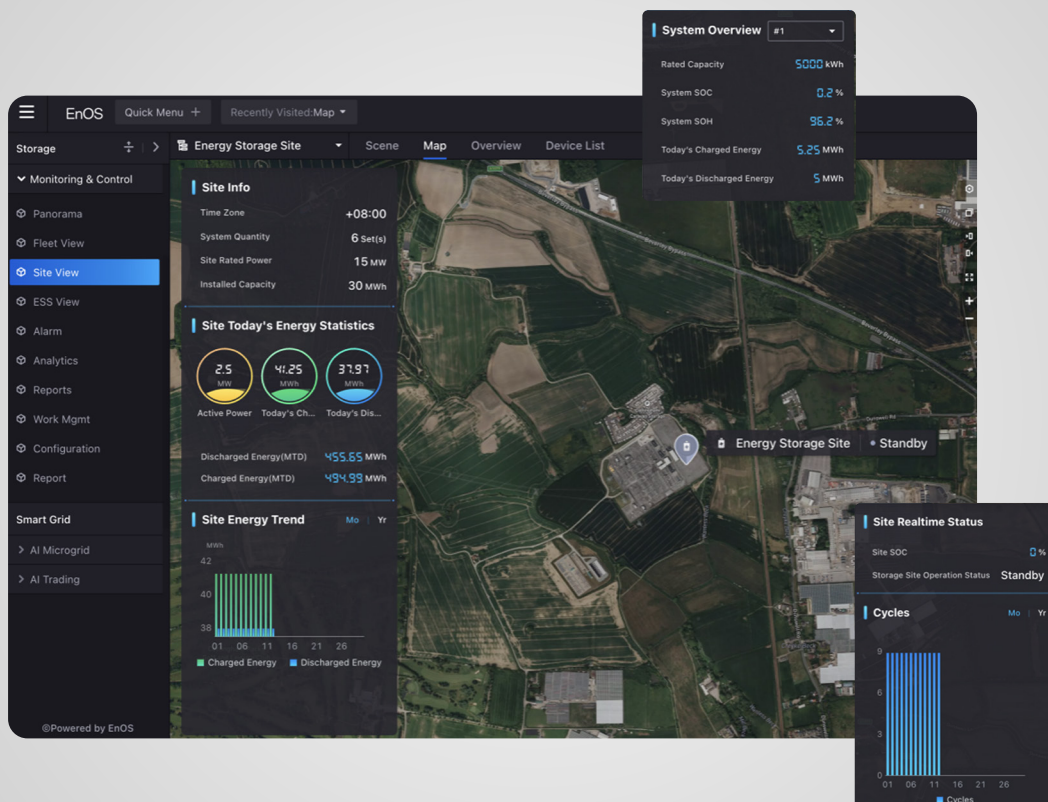 System Overview #1
Rated Capacity 5000 kWh
System SOC 0.2 %
System SOH 96.2 %
Today's Charged Energy 5.25 MWh
Today's Discharged Energy 5 MWh
EnOS Quick Menu + Recently Visited:Map
Storage
Monitoring & Control
Panorama
Fleet View
Site View
ESS View
Alarm
Analytics
Reports
Work Mgmt
Configuration
Report
Smart Grid
AI Microgrid
AI Trading
©Powered by EnOS
Energy Storage Site Scene Map Overview Device List
Site Info
Time Zone +08:00
System Quantity 6 Set(s)
Site Rated Power 15 MW
Installed Capacity 30 MWh
Site Today's Energy Statistics
2.5 41.25 37.97
MW MWh MWh
Active Power Today's Ch... Today's Dis...
Discharged Energy(MTD) 455.65 MWh
Charged Energy(MTD) 494.99 MWh
Site Energy Trend Mo Yr
MWh
42
40
38
01 06 11 16 21 26
Charged Energy Discharged Energy
Beverley Bypass
Beverley Bypass
Energy Storage Site Standby
Site Realtime Status
Site SOC 0 %
Storage Site Operation Status Standby
Cycles Mo Yr
9
6
3
0
01 06 11 16 21 26
Cycles